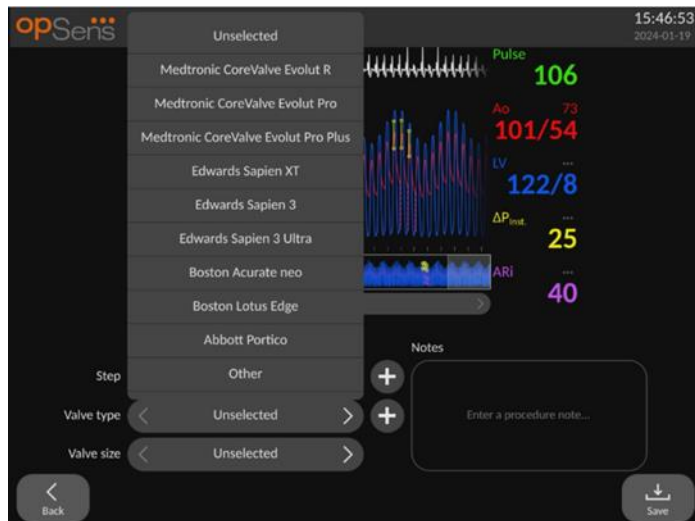 opSens
15:46:53
2024-01-19
Unselected
Medtronic CoreValve Evolut R
Medtronic CoreValve Evolut Pro
Medtronic CoreValve Evolut Pro Plus
Edwards Sapien XT
Edwards Sapien 3
Edwards Sapien 3 Ultra
Boston Acurate neo
Boston Lotus Edge
Abbott Portico
Other
Pulse
106
Ao 73
101/54
LV ---
122/8
ΔPInst. ---
25
ARi ---
40
Step
Valve type Unselected
Valve size Unselected
Notes
Enter a procedure note...
Back
Save